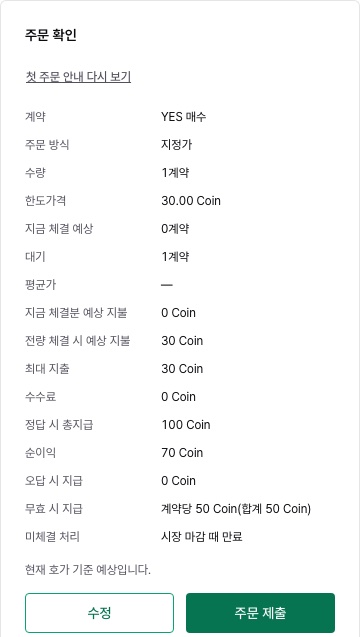 주문 확인
첫 주문 안내 다시 보기
계약 YES 매수
주문 방식 지정가
수량 1계약
한도가격 30.00 Coin
지금 체결 예상 0계약
대기 1계약
평균가 —
지금 체결분 예상 지불 0 Coin
전량 체결 시 예상 지불 30 Coin
최대 지출 30 Coin
수수료 0 Coin
정답 시 총지급 100 Coin
순이익 70 Coin
오답 시 지급 0 Coin
무효 시 지급 계약당 50 Coin(합계 50 Coin)
미체결 처리 시장 마감 때 만료
현재 호가 기준 예상입니다.
수정 주문 제출